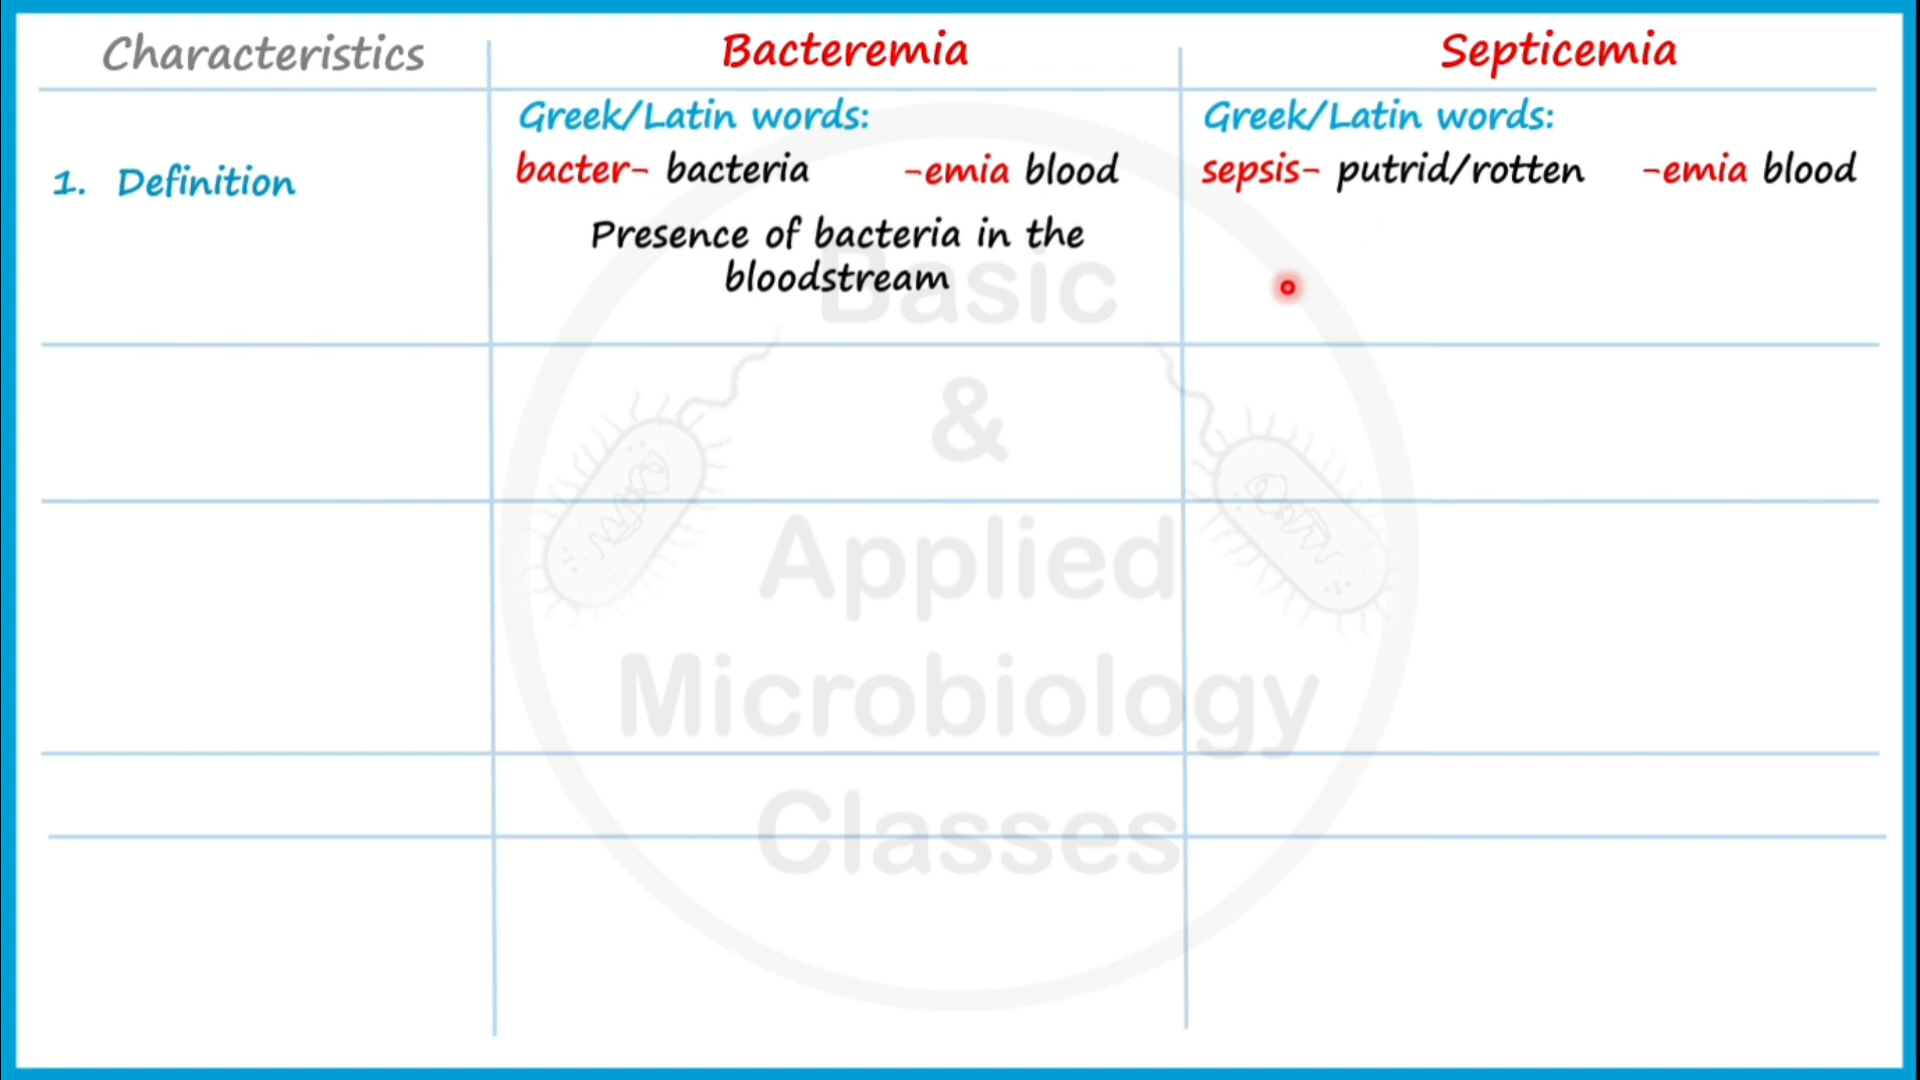 Characteristics Bacteremia Septicemia
Greek/Latin words: Greek/Latin words:
bacter- bacteria -emia blood sepsis- putrid/rotten -emia blood
1. Definition
Presence of bacteria in the
bloodstream
Basic
&
Applied
Microbiology
Classes